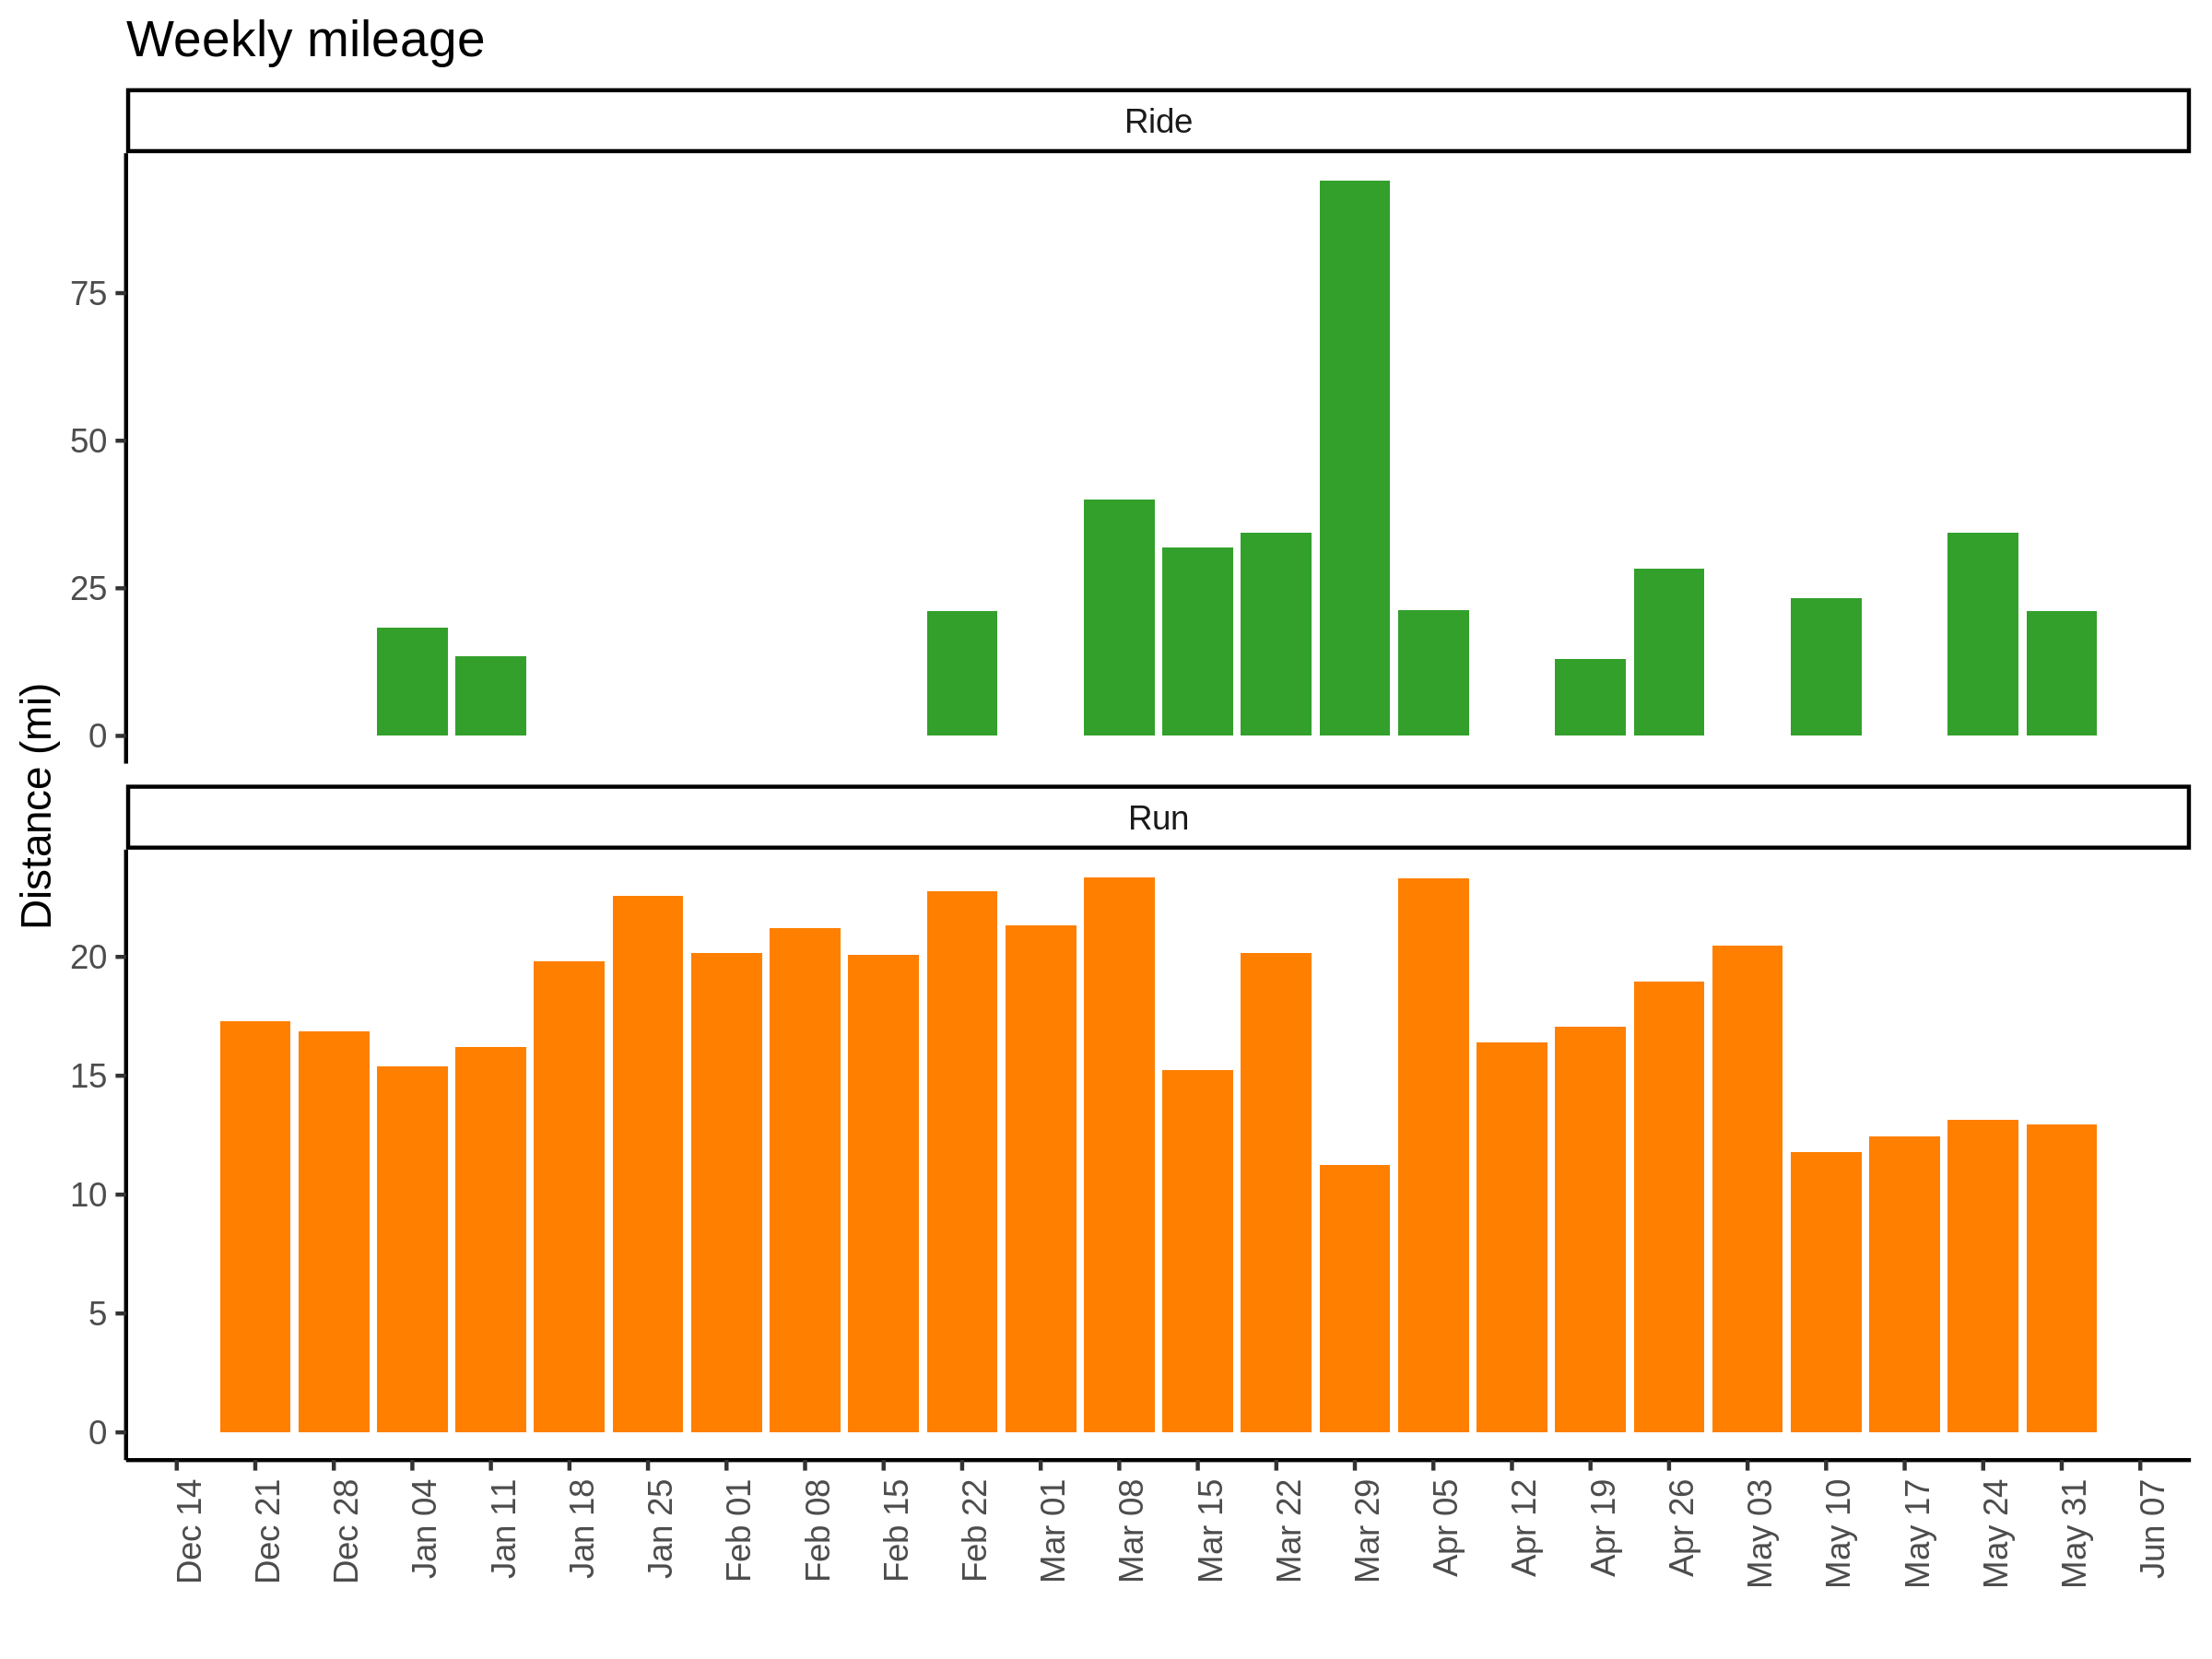 Weekly mileage
Ride
75
50
25
0
Distance (mi)
Run
20
15
10
5
0
Dec 14
Dec 21
Dec 28
Jan 04
Jan 11
Jan 18
Jan 25
Feb 01
Feb 08
Feb 15
Feb 22
Mar 01
Mar 08
Mar 15
Mar 22
Mar 29
Apr 05
Apr 12
Apr 19
Apr 26
May 03
May 10
May 17
May 24
May 31
Jun 07